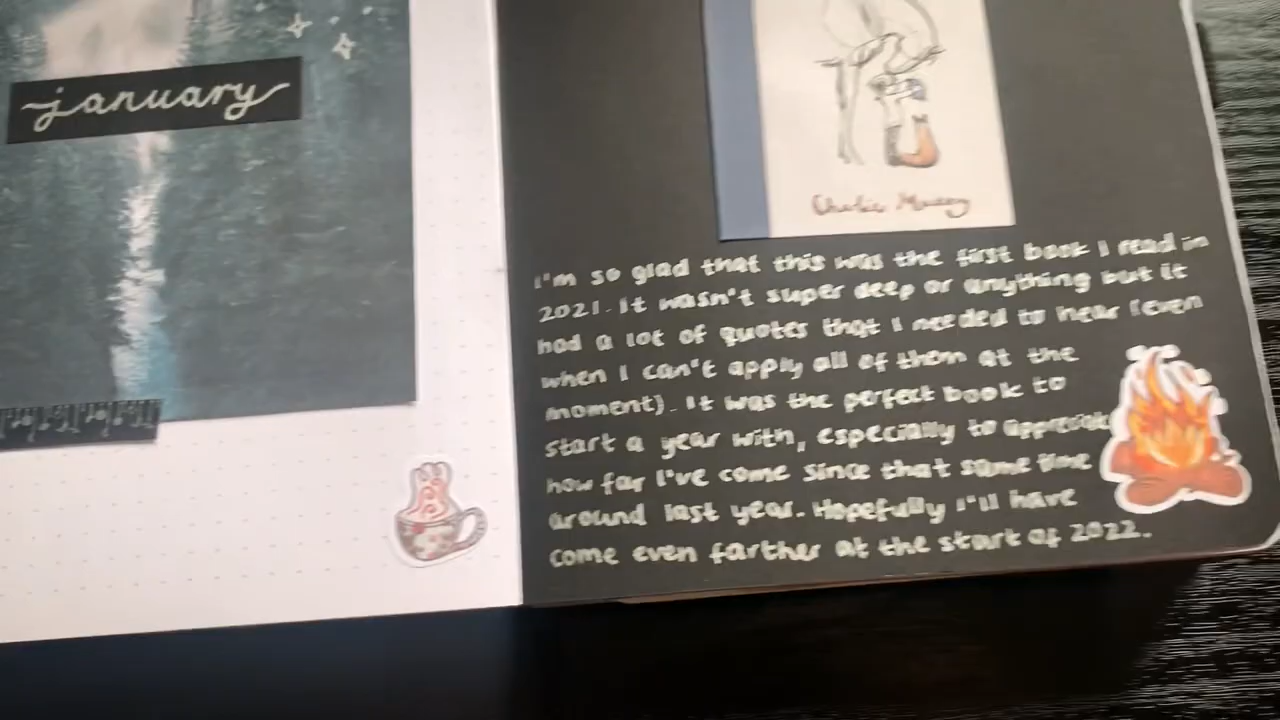 january
Charlie Mackesy
I'm so glad that this was the first book I read in
2021. It wasn't super deep or anything but it
had a lot of quotes that I needed to hear (even
when I can't apply all of them at the
moment). It was the perfect book to
start a year with, especially to appreciate
how far I've come since that same time
around last year. Hopefully I'll have
come even farther at the start of 2022.